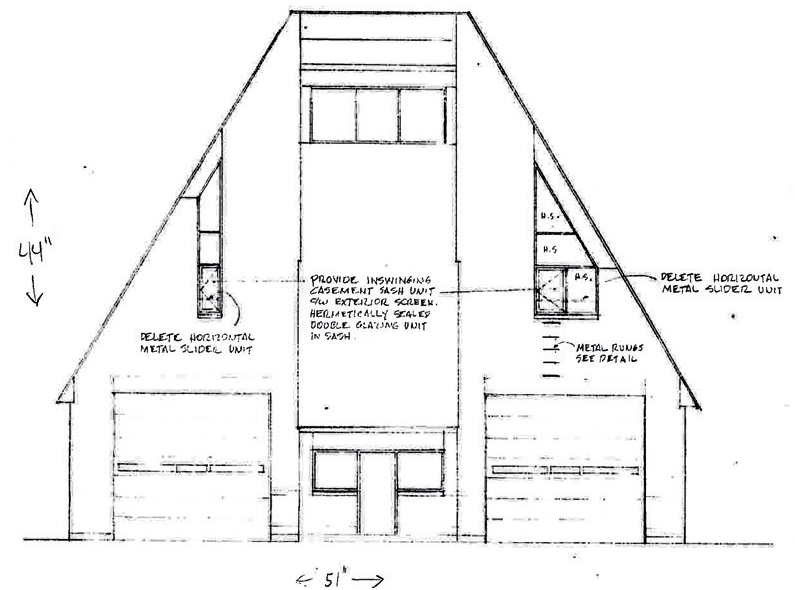 H.S.
H.S
H.S.
44"
PROVIDE INSWINGING
CASEMENT SASH UNIT
C/W EXTERIOR SCREEN.
HERMETICALLY SEALED
DOUBLE GLAZING UNIT
IN SASH.
DELETE HORIZONTAL
METAL SLIDER UNIT
DELETE HORIZONTAL
METAL SLIDER UNIT
METAL RUNGS
SEE DETAIL
51"